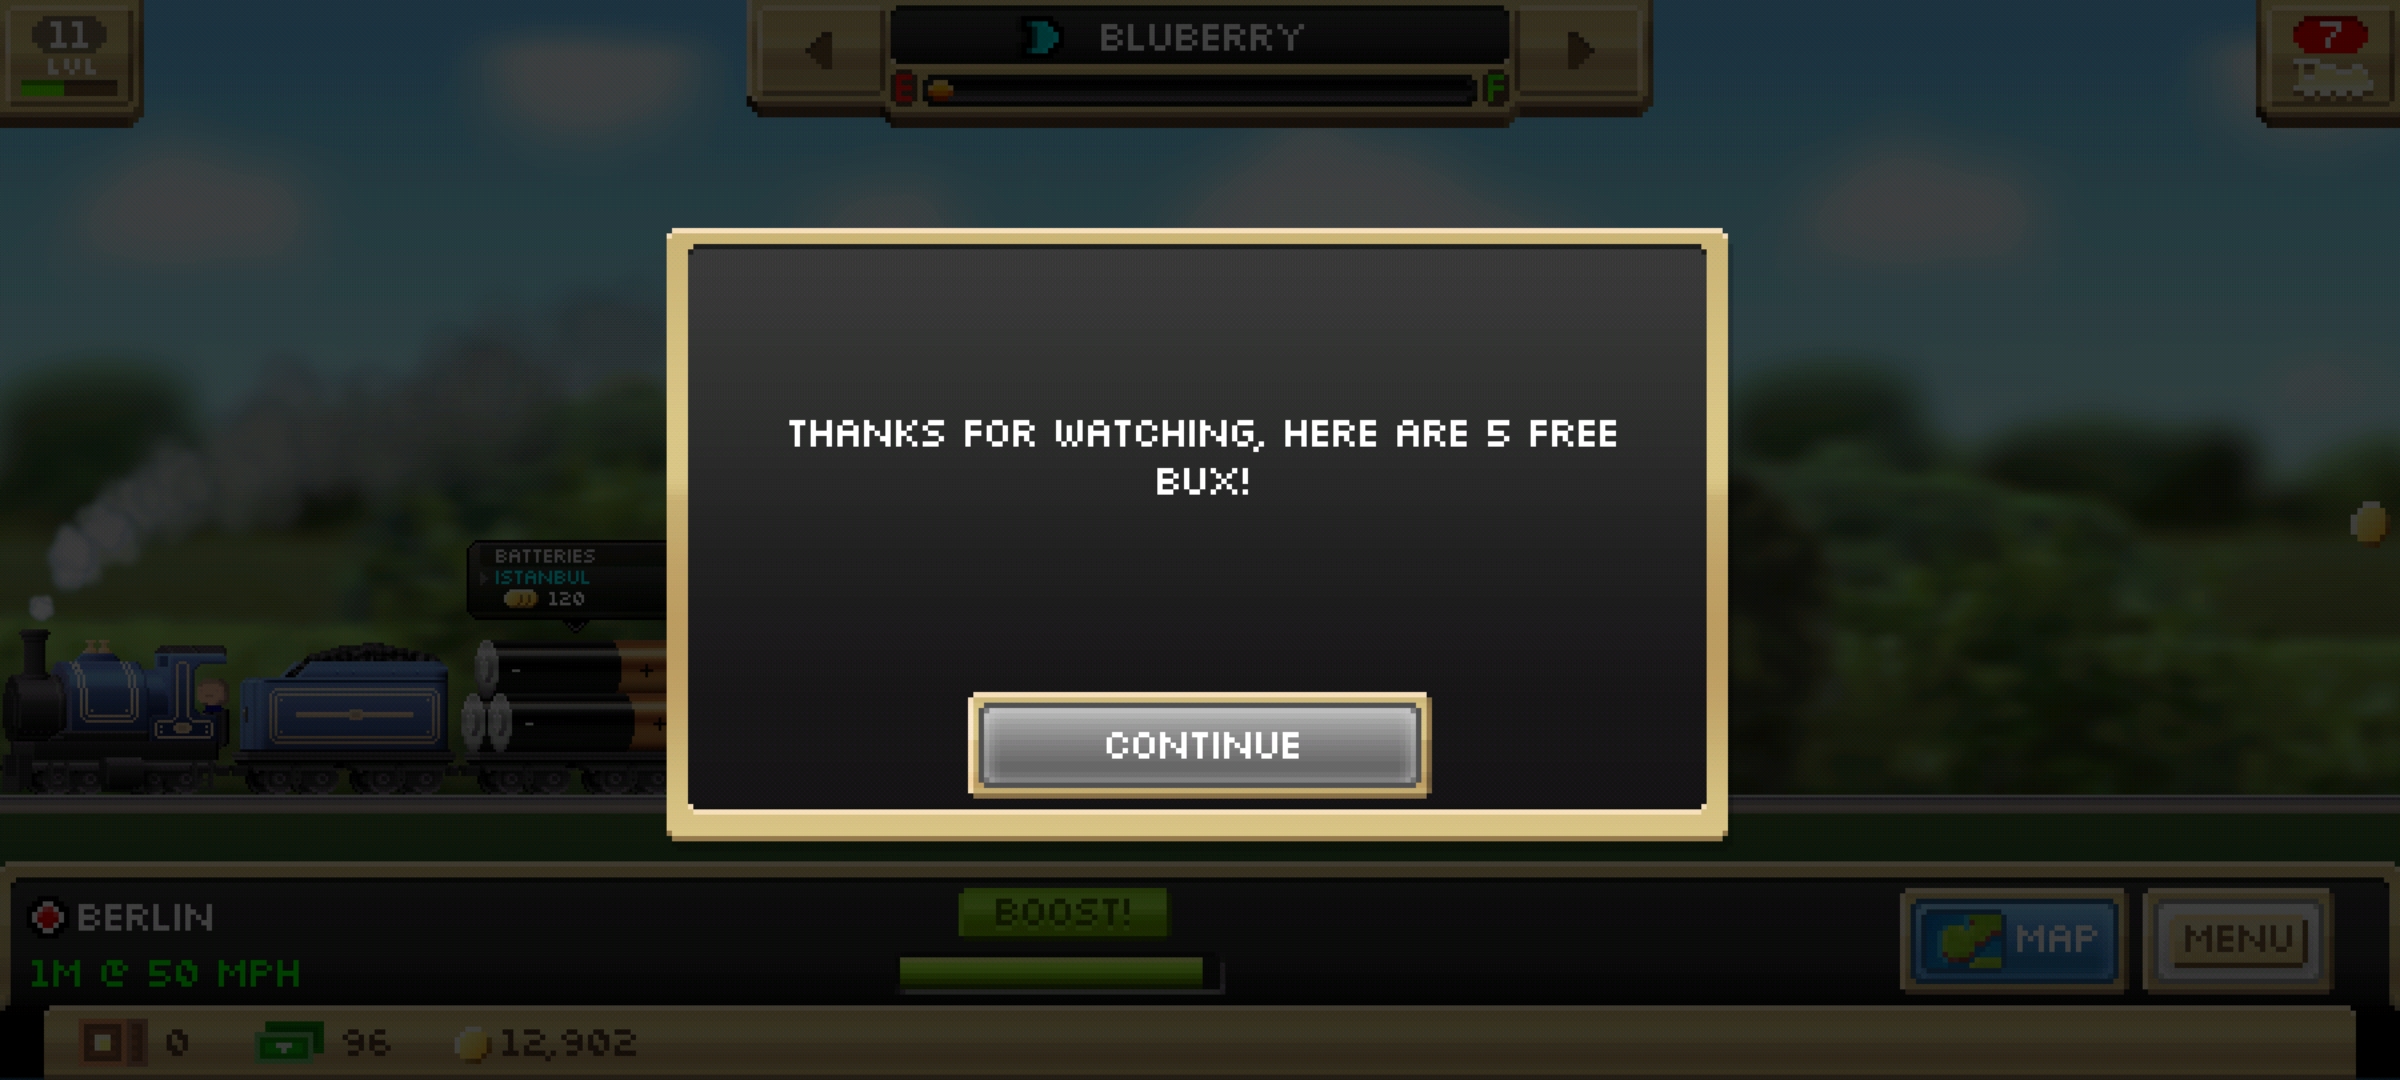 11
LVL
BLUBERRY
E F
7
THANKS FOR WATCHING, HERE ARE 5 FREE
BUX!
BATTERIES
ISTANBUL
120
- +
- +
CONTINUE
BERLIN
1M @ 50 MPH
BOOST!
MAP
MENU
0
96
12,902